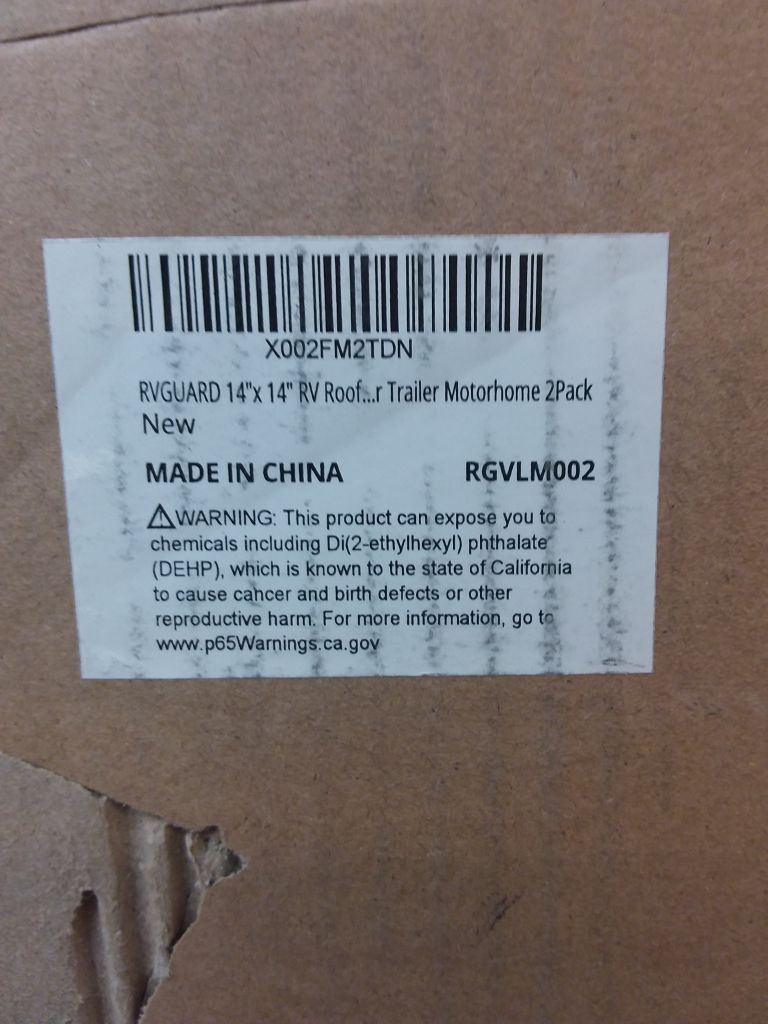 X002FM2TDN
RVGUARD 14"x 14" RV Roof...r Trailer Motorhome 2Pack
New
MADE IN CHINA RGVLM002
⚠WARNING: This product can expose you to
chemicals including Di(2-ethylhexyl) phthalate
(DEHP), which is known to the state of California
to cause cancer and birth defects or other
reproductive harm. For more information, go to
www.p65Warnings.ca.gov